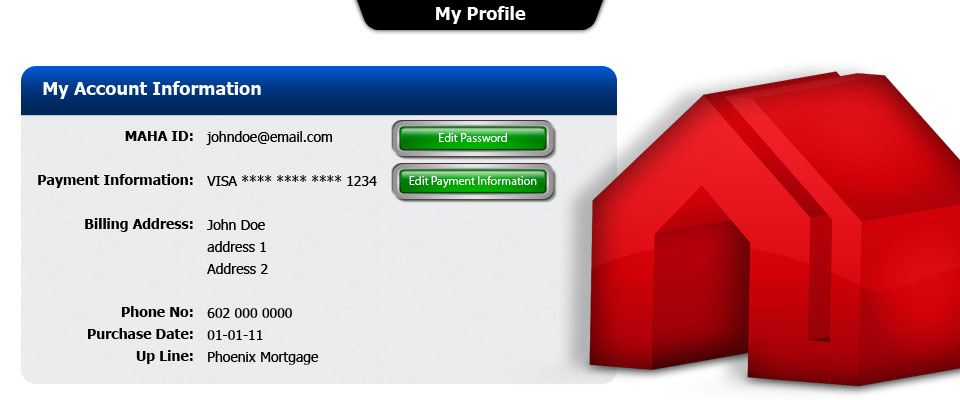 My Profile
My Account Information
MAHA ID: johndoe@email.com Edit Password
Payment Information: VISA **** **** **** 1234 Edit Payment Information
Billing Address: John Doe
address 1
Address 2
Phone No: 602 000 0000
Purchase Date: 01-01-11
Up Line: Phoenix Mortgage